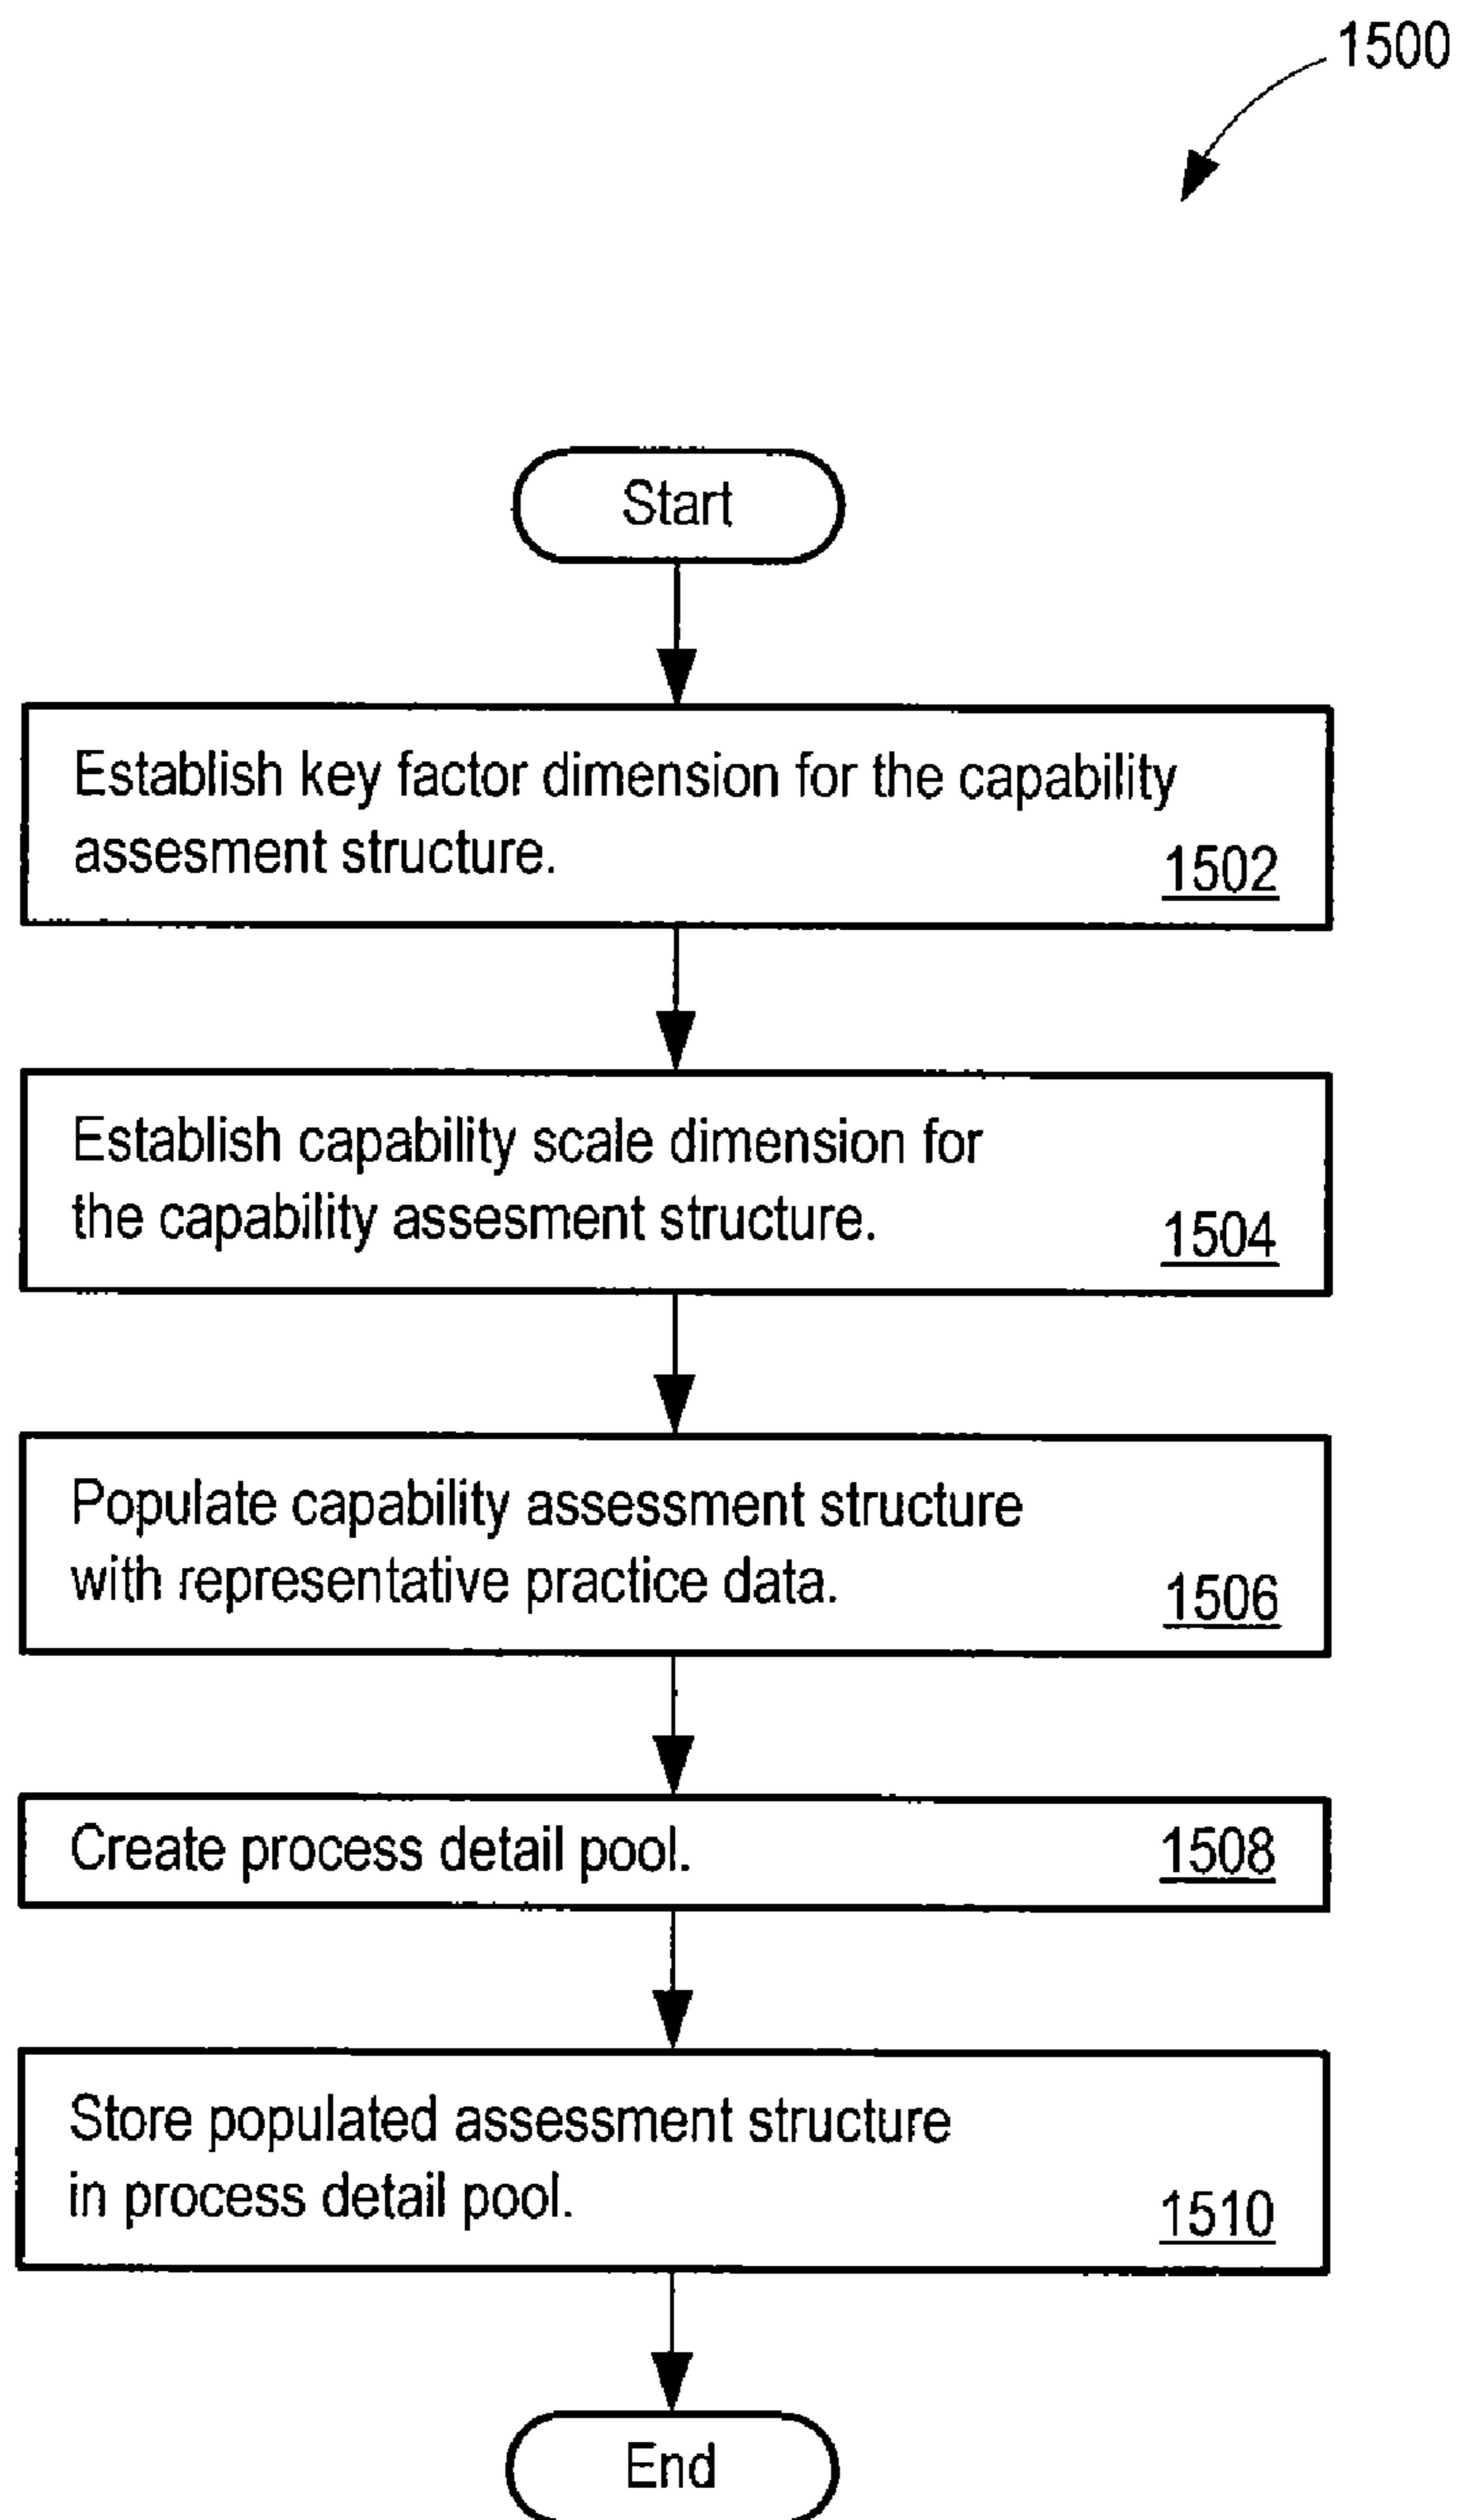 1500
Start
Establish key factor dimension for the capability
assesment structure.
1502
Establish capability scale dimension for
the capability assesment structure.
1504
Populate capability assessment structure
with representative practice data.
1506
Create process detail pool.
1508
Store populated assessment structure
in process detail pool.
1510
End